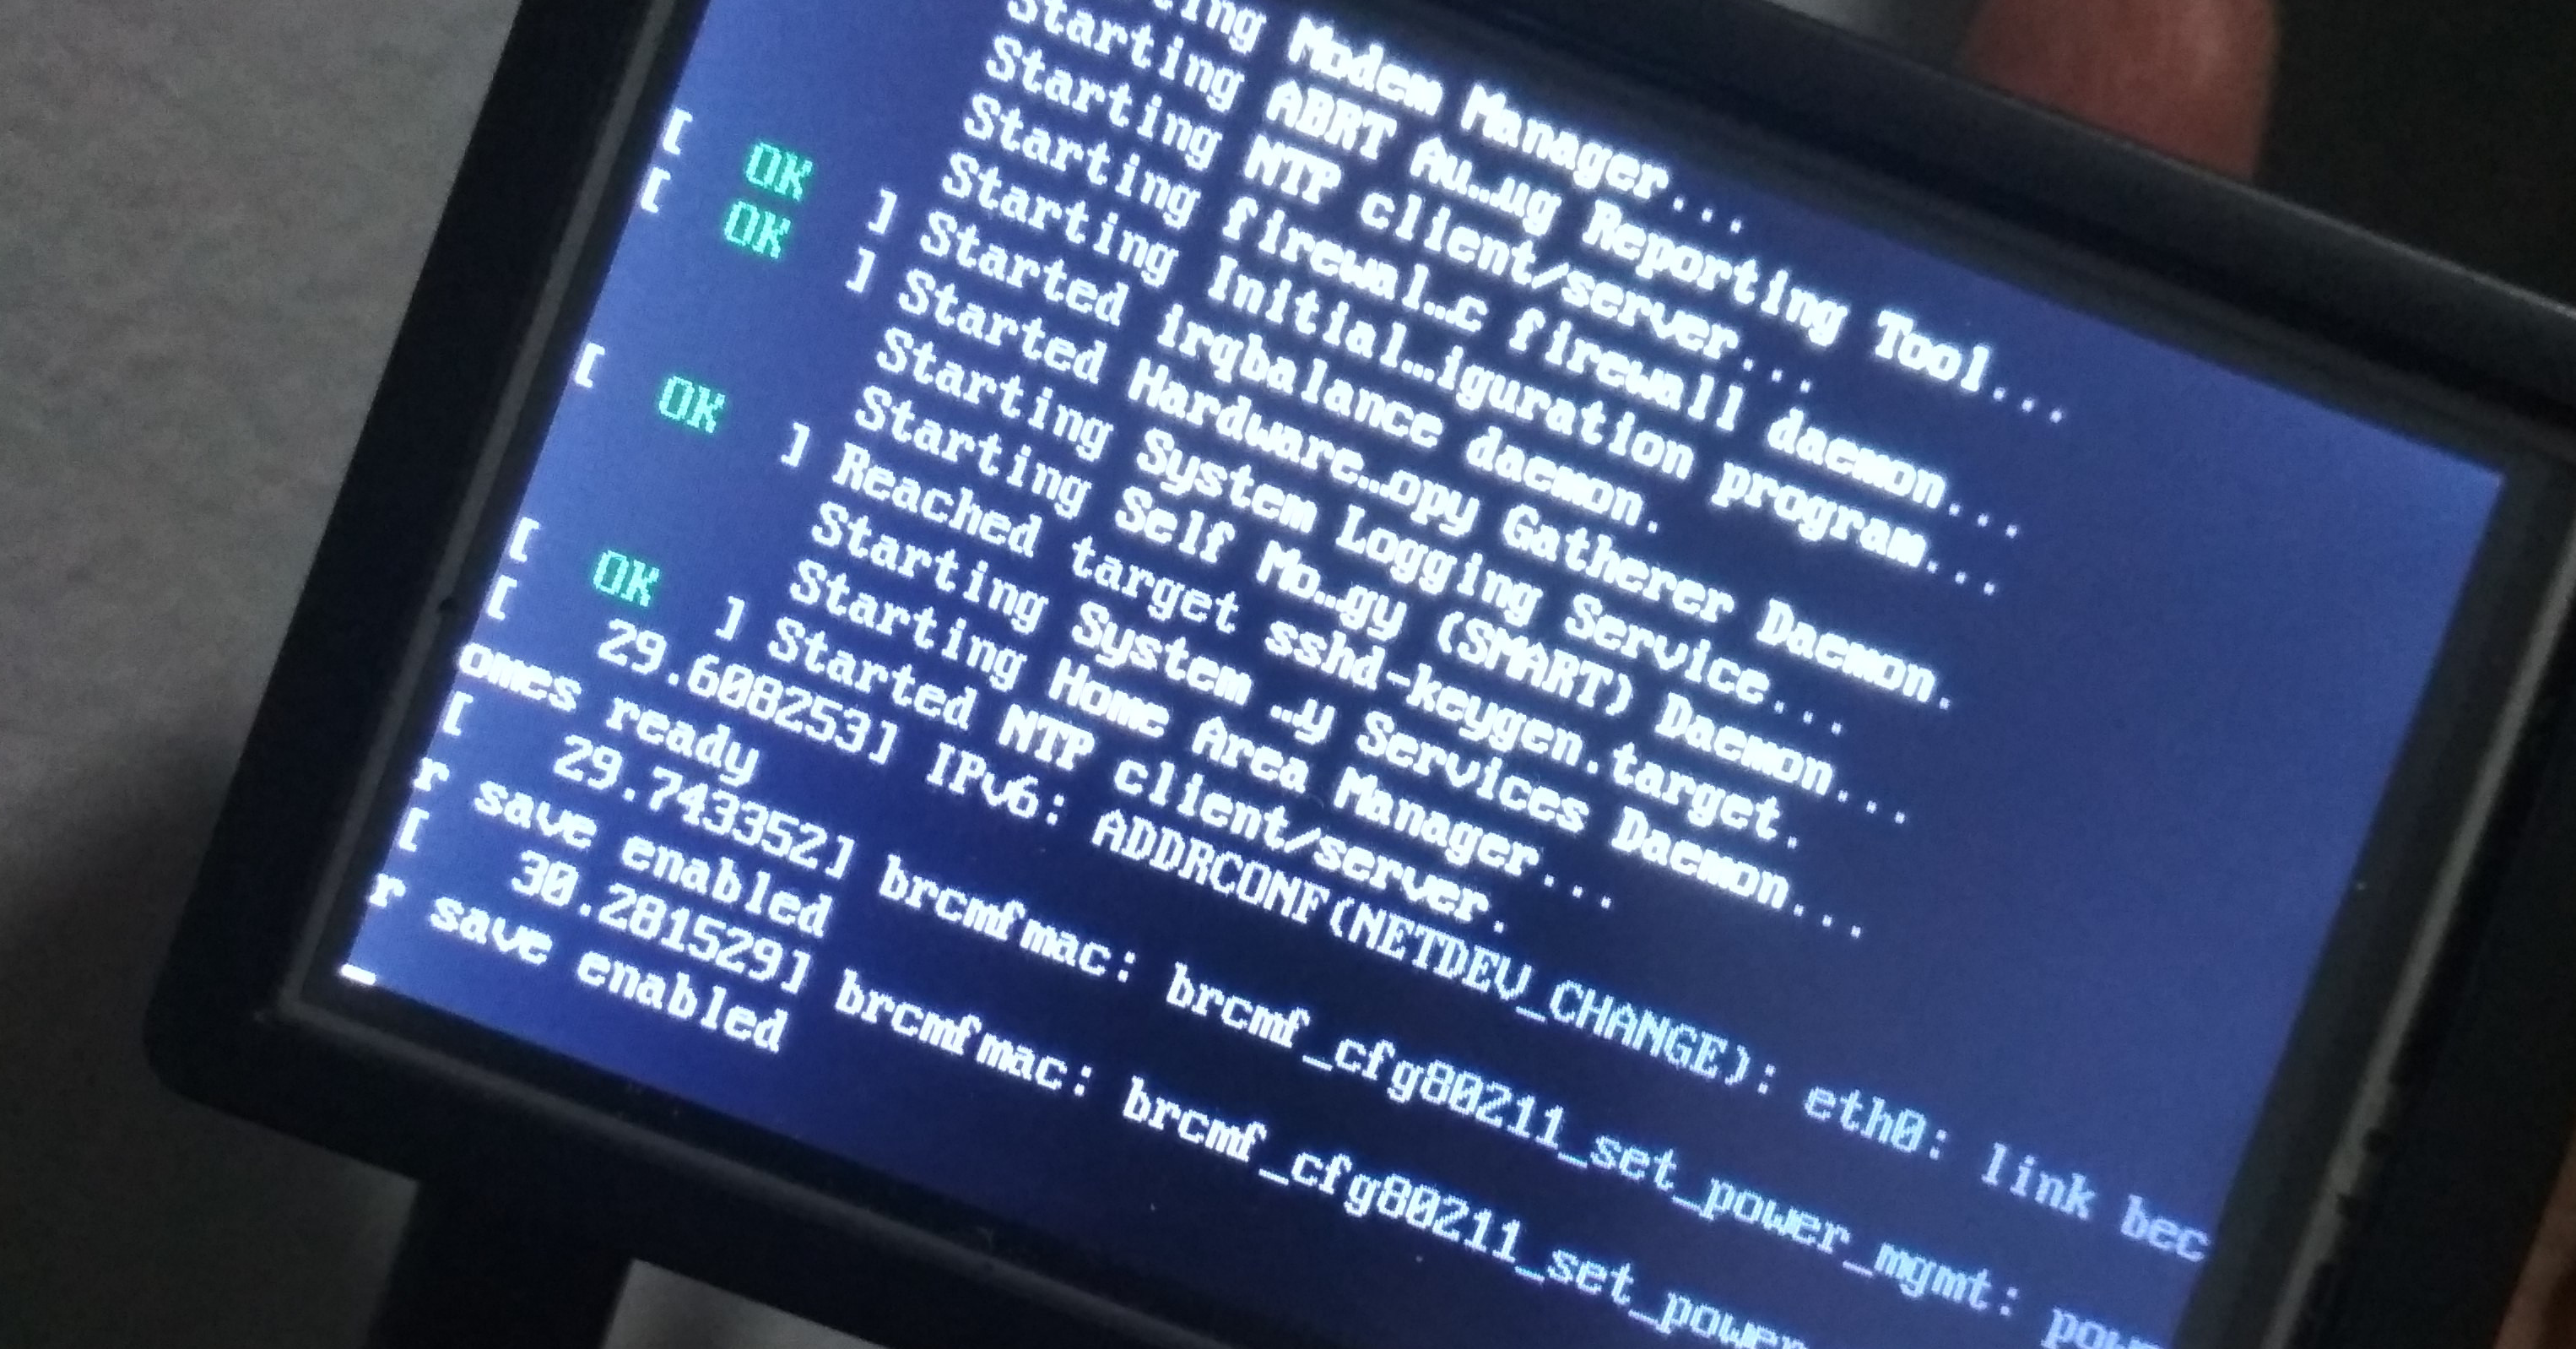 ing Modem Manager...
Starting ABRT Au…ug Reporting Tool...
Starting NTP client/server...
Starting firewal…c firewall daemon...
Starting Initial…iguration program...
[ OK ] Started irqbalance daemon.
[ OK ] Started Hardware…opy Gatherer Daemon.
Starting System Logging Service...
Starting Self Mo…gy (SMART) Daemon...
[ OK ] Reached target sshd-keygen.target.
Starting System …y Services Daemon...
Starting Home Area Manager...
[ OK ] Started NTP client/server.
[ 29.608253] IPv6: ADDRCONF(NETDEV_CHANGE): eth0: link bec
omes ready
[ 29.743352] brcmfmac: brcmf_cfg80211_set_power_mgmt: powe
r save enabled
[ 30.281529] brcmfmac: brcmf_cfg80211_set_power
r save enabled
_